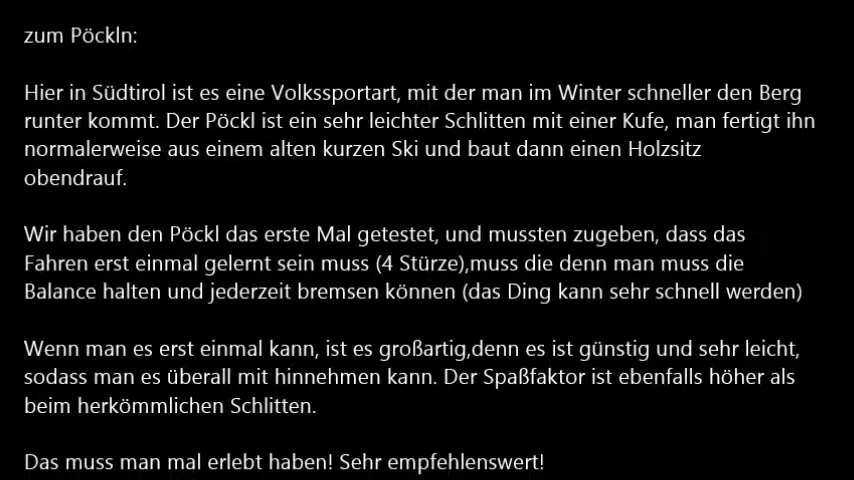 zum Pöckln:
Hier in Südtirol ist es eine Volkssportart, mit der man im Winter schneller den Berg
runter kommt. Der Pöckl ist ein sehr leichter Schlitten mit einer Kufe, man fertigt ihn
normalerweise aus einem alten kurzen Ski und baut dann einen Holzsitz
obendrauf.
Wir haben den Pöckl das erste Mal getestet, und mussten zugeben, dass das
Fahren erst einmal gelernt sein muss (4 Stürze),muss die denn man muss die
Balance halten und jederzeit bremsen können (das Ding kann sehr schnell werden)
Wenn man es erst einmal kann, ist es großartig,denn es ist günstig und sehr leicht,
sodass man es überall mit hinnehmen kann. Der Spaßfaktor ist ebenfalls höher als
beim herkömmlichen Schlitten.
Das muss man mal erlebt haben! Sehr empfehlenswert!